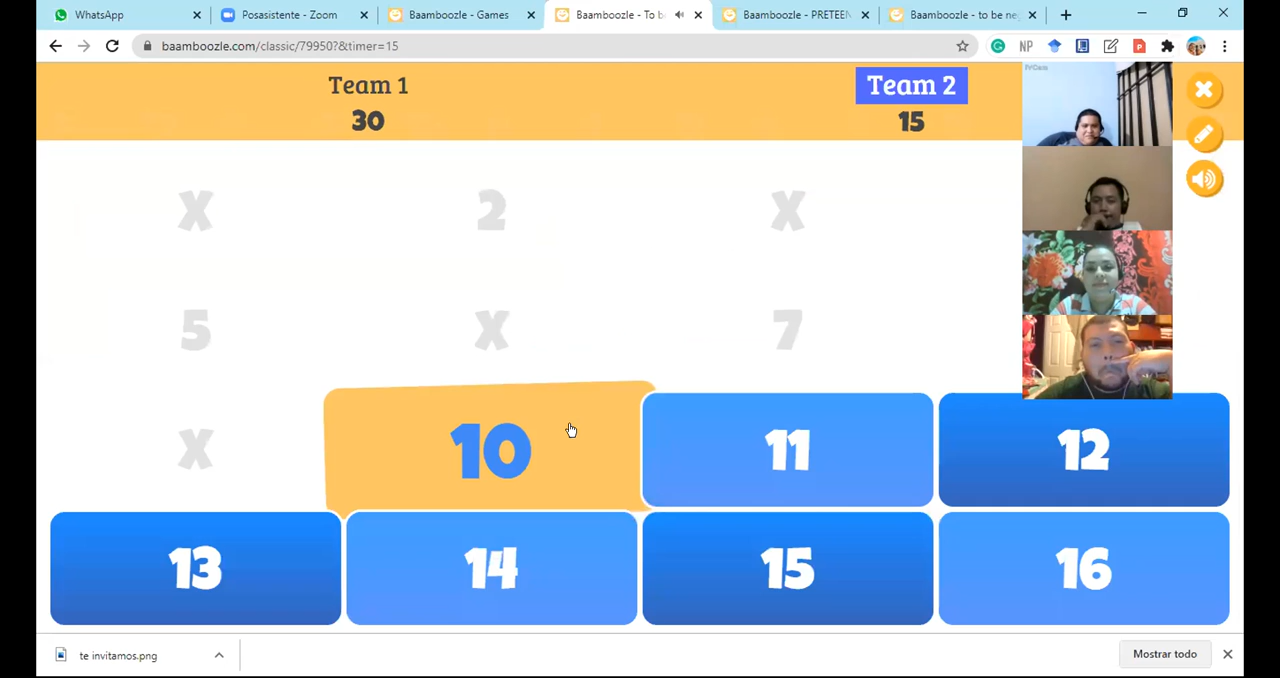 WhatsApp
Posasistente - Zoom
Baamboozle - Games
Baamboozle - To b
Baamboozle - PRETEEN
Baamboozle - to be ne
baamboozle.com/classic/79950?&timer=15
NP
Team 1
30
Team 2
15
X
2
X
5
X
7
X
10
11
12
13
14
15
16
te invitamos.png
Mostrar todo